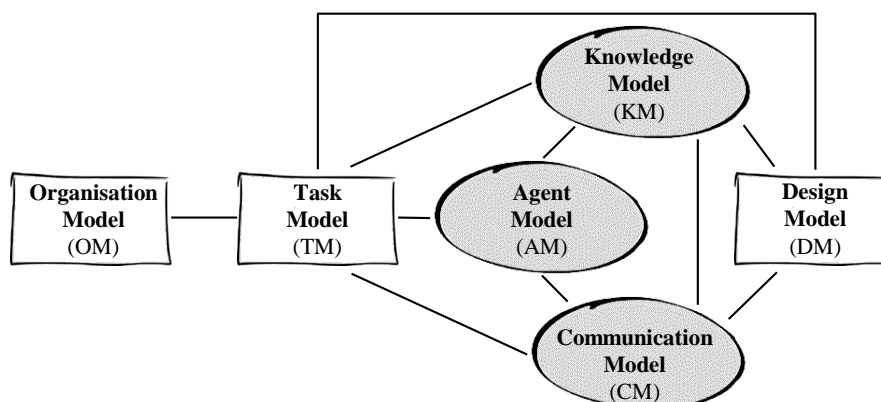 Knowledge
Model
(KM)
Organisation
Model
(OM)
Task
Model
(TM)
Agent
Model
(AM)
Design
Model
(DM)
Communication
Model
(CM)